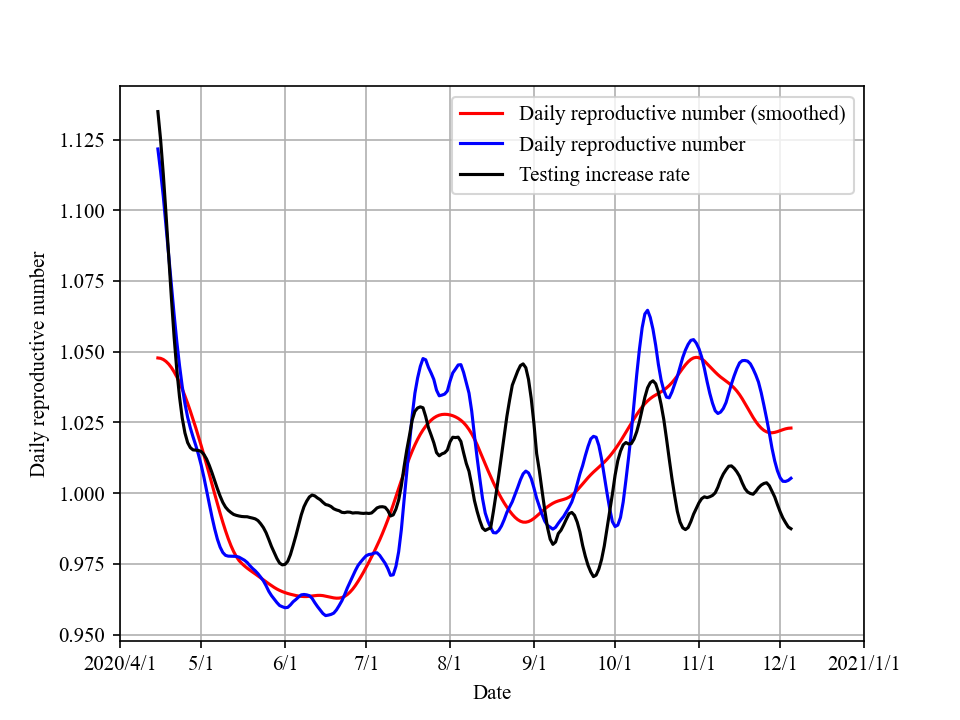 Daily reproductive number (smoothed)
Daily reproductive number
Testing increase rate
Daily reproductive number
1.125
1.100
1.075
1.050
1.025
1.000
0.975
0.950
2020/4/1 5/1 6/1 7/1 8/1 9/1 10/1 11/1 12/1 2021/1/1
Date